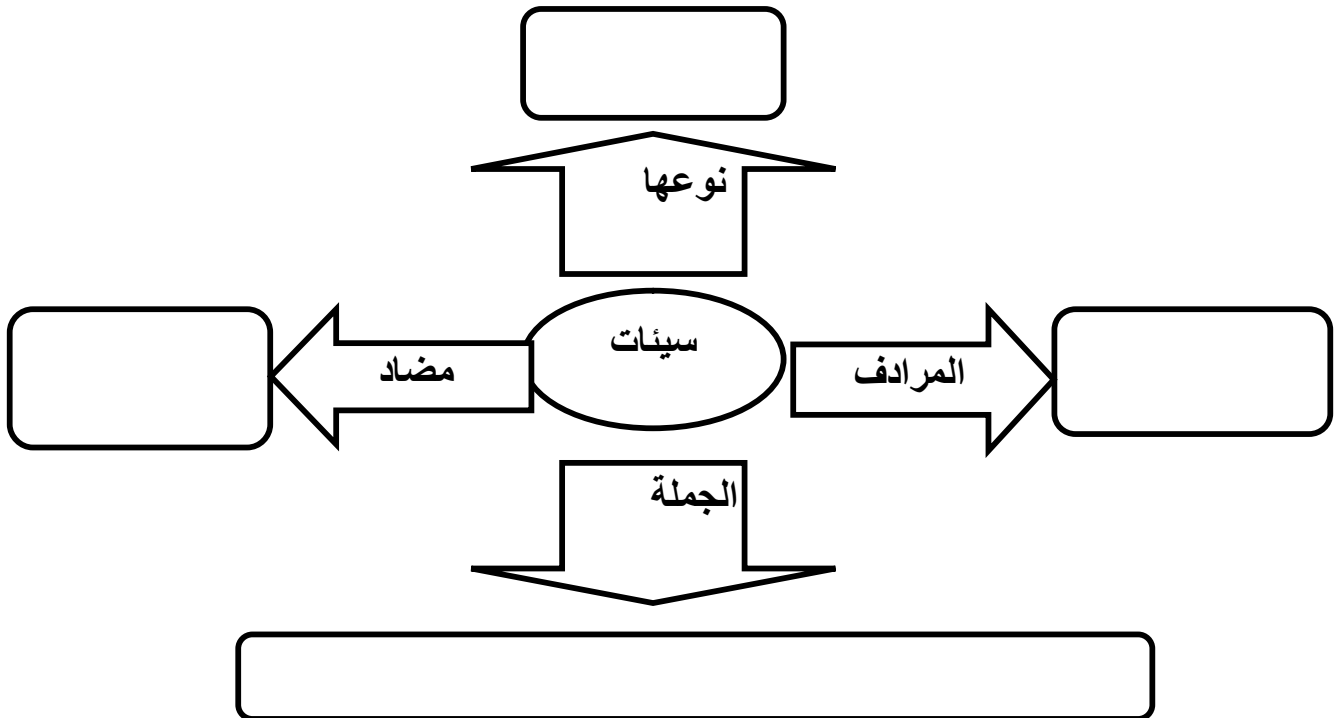 نوعها
سيئات
المرادف
مضاد
الجملة